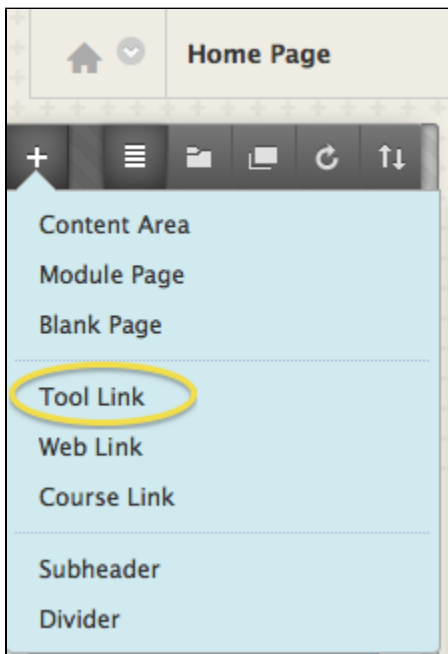 Home Page
Content Area
Module Page
Blank Page
Tool Link
Web Link
Course Link
Subheader
Divider